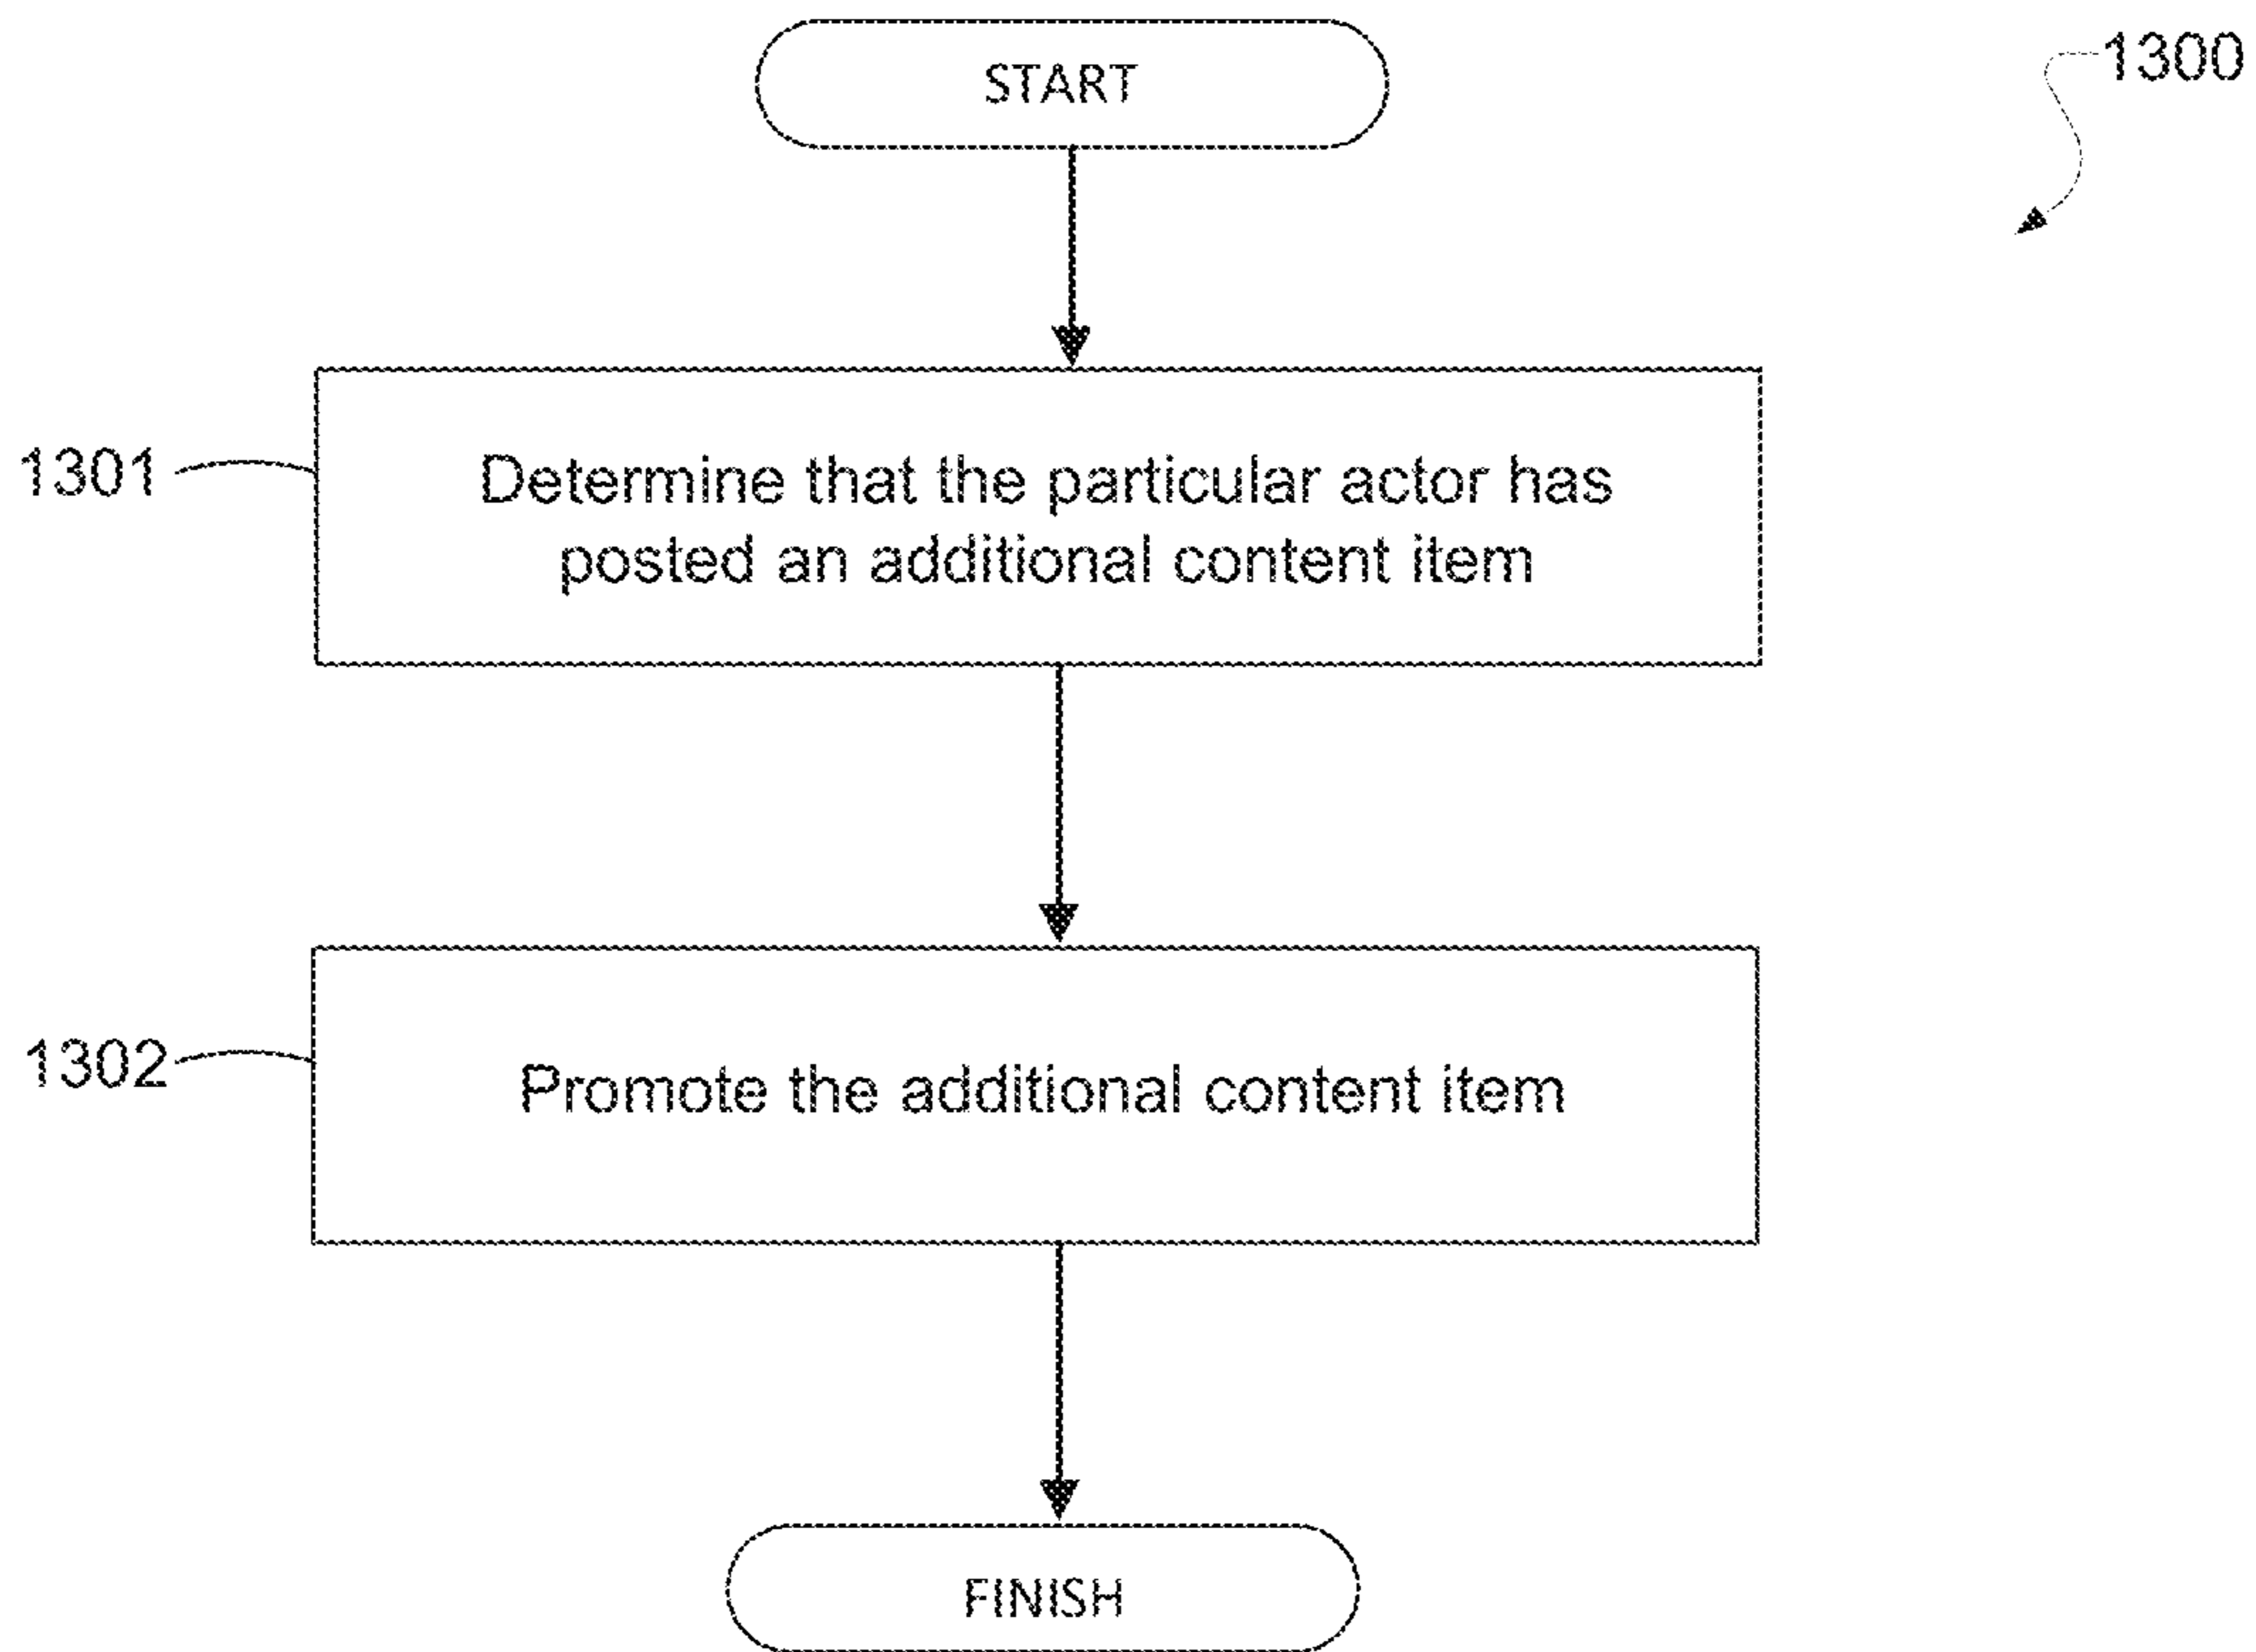 START
1300
1301
Determine that the particular actor has
posted an additional content item
1302
Promote the additional content item
FINISH